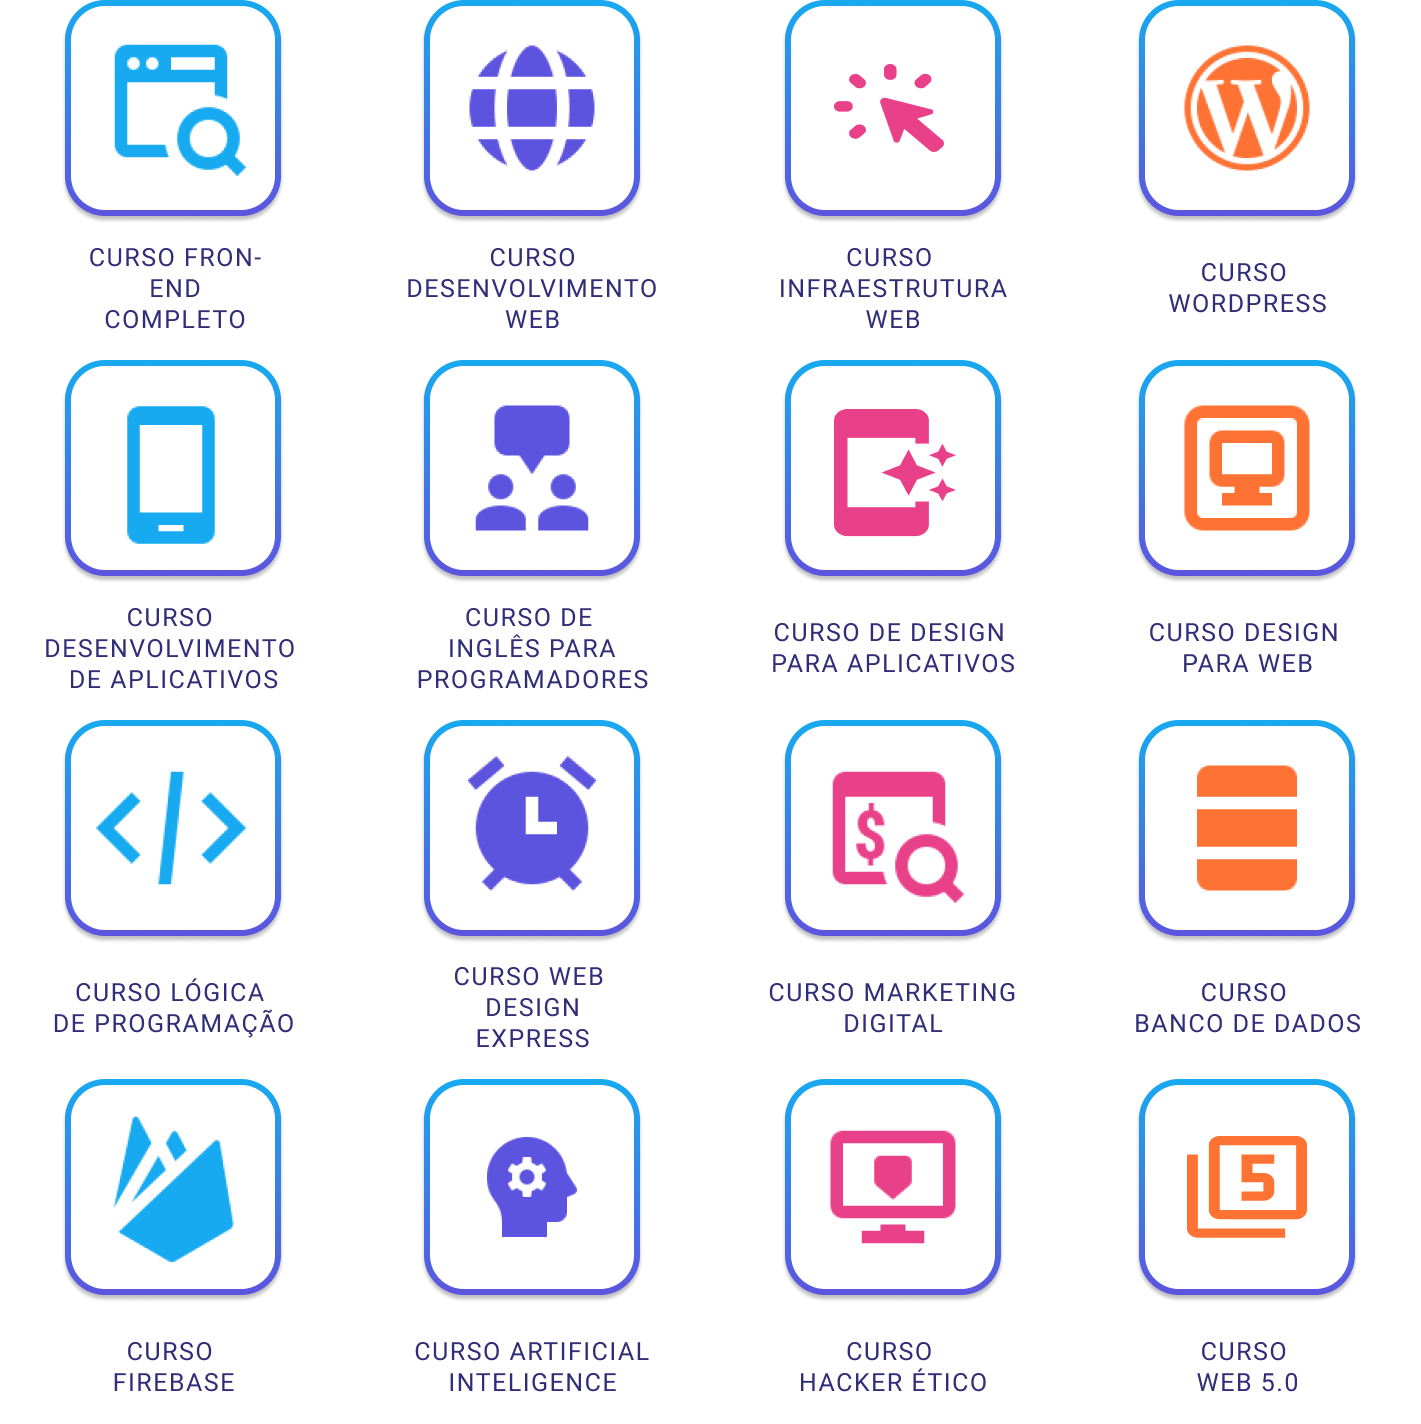 CURSO FRON-
END
COMPLETO
CURSO
DESENVOLVIMENTO
WEB
CURSO
INFRAESTRUTURA
WEB
CURSO
WORDPRESS
CURSO
DESENVOLVIMENTO
DE APLICATIVOS
CURSO DE
INGLÊS PARA
PROGRAMADORES
CURSO DE DESIGN
PARA APLICATIVOS
CURSO DESIGN
PARA WEB
CURSO LÓGICA
DE PROGRAMAÇÃO
CURSO WEB
DESIGN
EXPRESS
$
CURSO MARKETING
DIGITAL
CURSO
BANCO DE DADOS
CURSO
FIREBASE
CURSO ARTIFICIAL
INTELIGENCE
CURSO
HACKER ÉTICO
5
CURSO
WEB 5.0